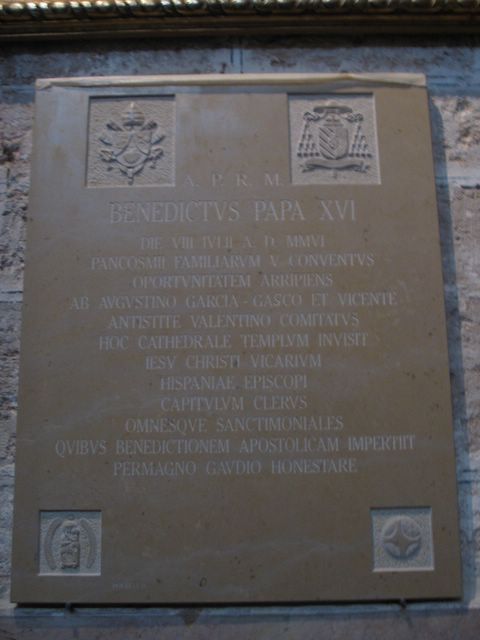 A. P. R. M.
BENEDICTVS PAPA XVI
DIE VIII IVLII A. D. MMVI
PANCOSMII FAMILIARVM V CONVENTVS
OPORTVNITATEM ARRIPIENS
AB AVGVSTINO GARCIA - GASCO ET VICENTE
ANTISTITE VALENTINO COMITATVS
HOC CATHEDRALE TEMPLVM INVISIT
IESV CHRISTI VICARIVM
HISPANIAE EPISCOPI
CAPITVLVM CLERVS
OMNESQVE SANCTIMONIALES
QVIBVS BENEDICTIONEM APOSTOLICAM IMPERTIIT
PERMAGNO GAVDIO HONESTARE